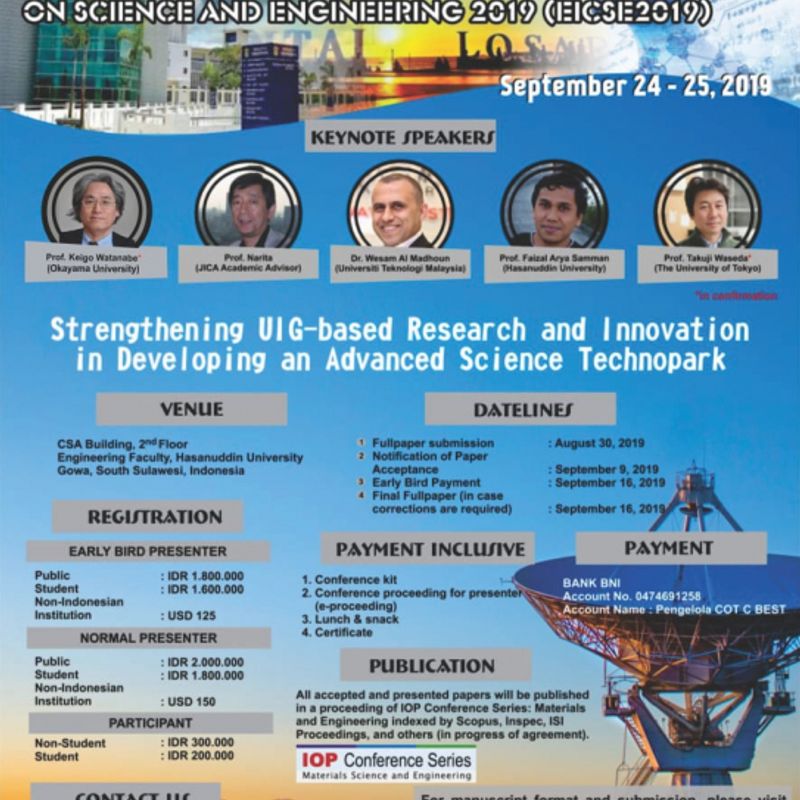 ON SCIENCE AND ENGINEERING 2019 (EICSE2019)
September 24 - 25, 2019
KEYNOTE SPEAKERS
Prof. Keigo Watanabe*
(Okayama University)
Prof. Narita
(JICA Academic Advisor)
Dr. Wesam Al Madhoun
(Universiti Teknologi Malaysia)
Prof. Faizal Arya Samman
(Hasanuddin University)
Prof. Takuji Waseda*
(The University of Tokyo)
*in confirmation
Strengthening UIG-based Research and Innovation
in Developing an Advanced Science Technopark
VENUE
CSA Building, 2nd Floor
Engineering Faculty, Hasanuddin University
Gowa, South Sulawesi, Indonesia
DATELINES
1 Fullpaper submission : August 30, 2019
2 Notification of Paper
Acceptance : September 9, 2019
3 Early Bird Payment : September 16, 2019
4 Final Fullpaper (in case
corrections are required) : September 16, 2019
REGISTRATION
EARLY BIRD PRESENTER
Public : IDR 1.800.000
Student : IDR 1.600.000
Non-Indonesian
Institution : USD 125
NORMAL PRESENTER
Public : IDR 2.000.000
Student : IDR 1.800.000
Non-Indonesian
Institution : USD 150
PARTICIPANT
Non-Student : IDR 300.000
Student : IDR 200.000
PAYMENT INCLUSIVE
1. Conference kit
2. Conference proceeding for presenter
(e-proceeding)
3. Lunch & snack
4. Certificate
PAYMENT
BANK BNI
Account No. 0474691258
Account Name : Pengelola COT C BEST
PUBLICATION
All accepted and presented papers will be published
in a proceeding of IOP Conference Series: Materials
and Engineering indexed by Scopus, Inspec, ISI
Proceedings, and others (in progress of agreement).
IOP Conference Series
Materials Science and Engineering
CONTACT US
For manuscript format and submission, please visit